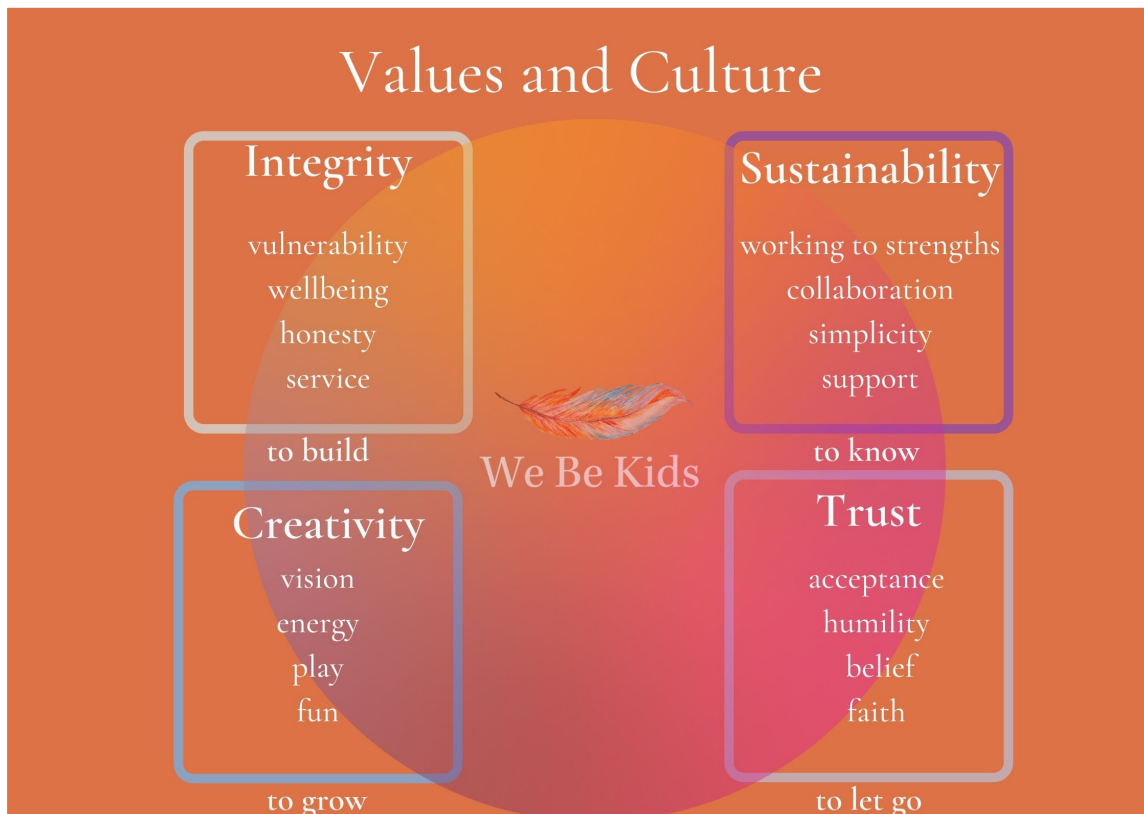 Values and Culture
Integrity
vulnerability
wellbeing
honesty
service
to build
Sustainability
working to strengths
collaboration
simplicity
support
to know
We Be Kids
Creativity
vision
energy
play
fun
to grow
Trust
acceptance
humility
belief
faith
to let go